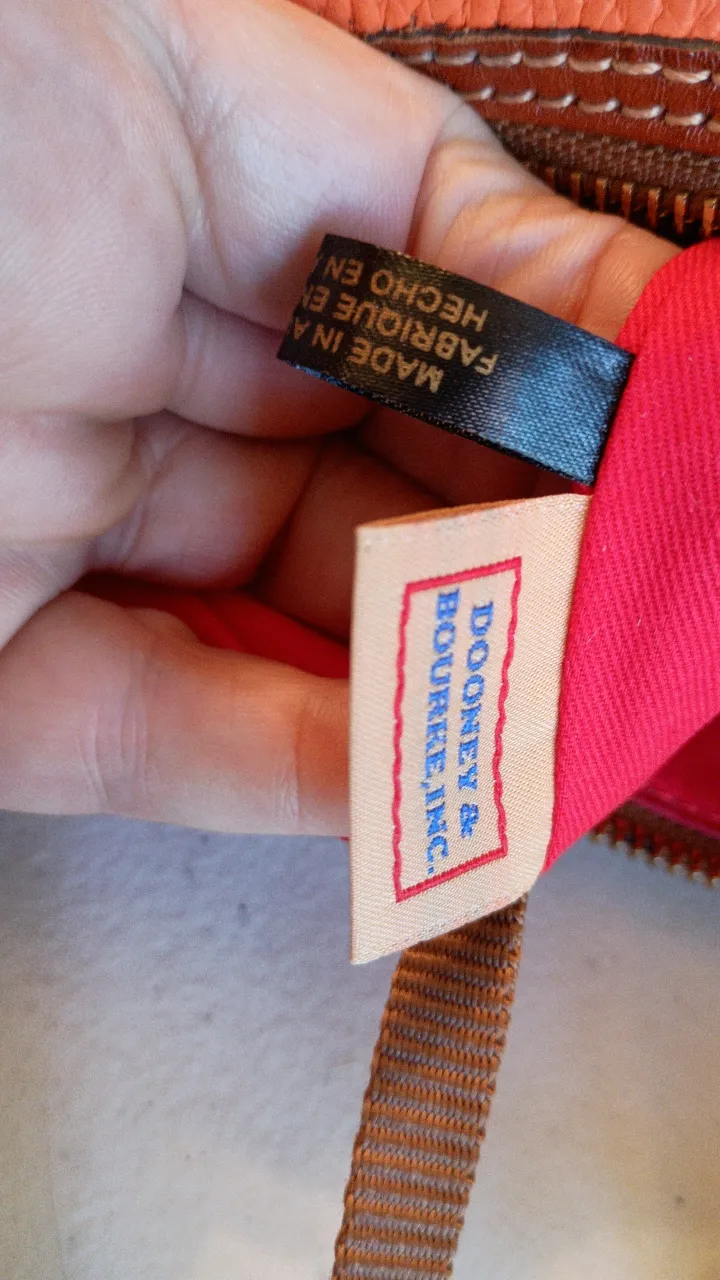 MADE IN
FABRIQUE EN
HECHO EN
DOONEY &
BOURKE, INC.